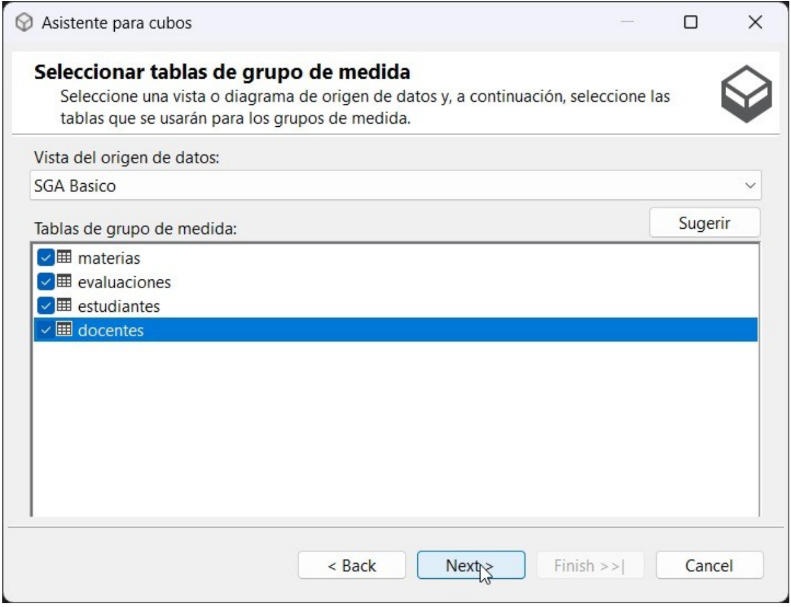 Asistente para cubos
Seleccionar tablas de grupo de medida
Seleccione una vista o diagrama de origen de datos y, a continuación, seleccione las
tablas que se usarán para los grupos de medida.
Vista del origen de datos:
SGA Basico
Sugerir
Tablas de grupo de medida:
materias
evaluaciones
estudiantes
docentes
< Back
Next >
Finish >>|
Cancel